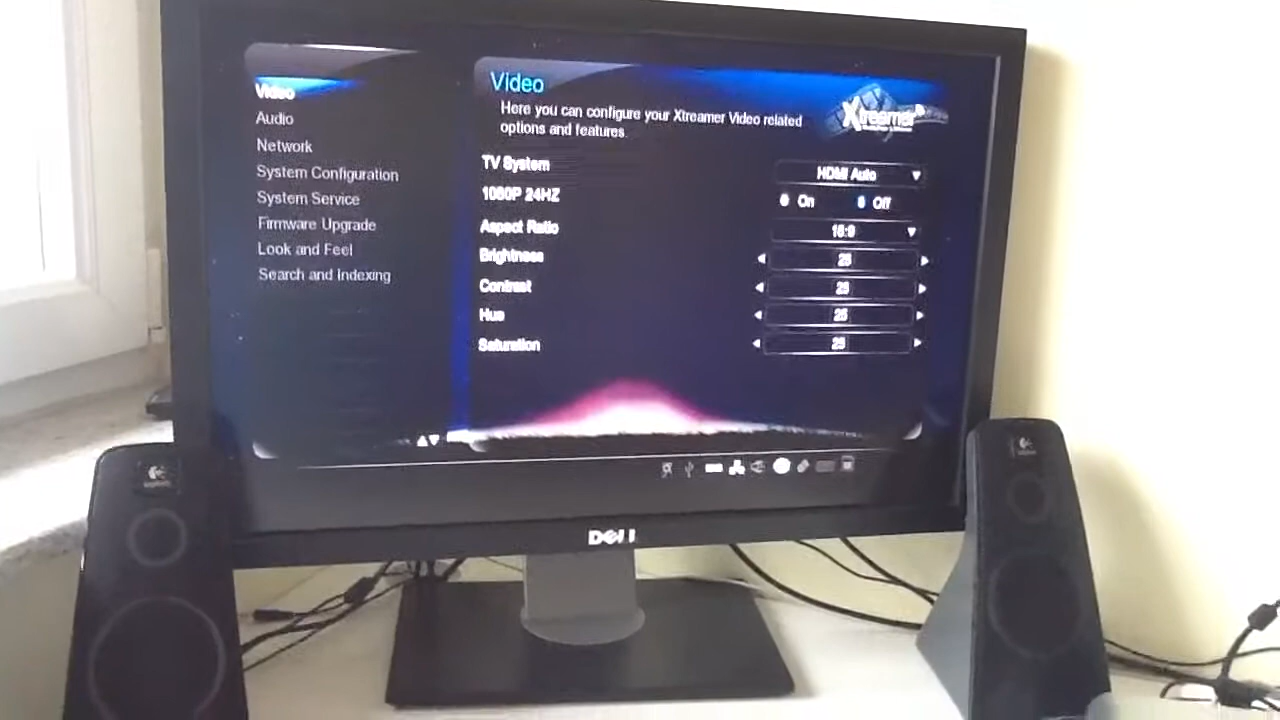 Video
Audio
Network
System Configuration
System Service
Firmware Upgrade
Look and Feel
Search and Indexing
Video
Here you can configure your Xtreamer Video related
options and features.
Xtreamer
TV System
HDMI Auto
1080P 24HZ
On
Off
Aspect Ratio
16:9
Brightness
25
Contrast
25
Hue
25
Saturation
25
DELL